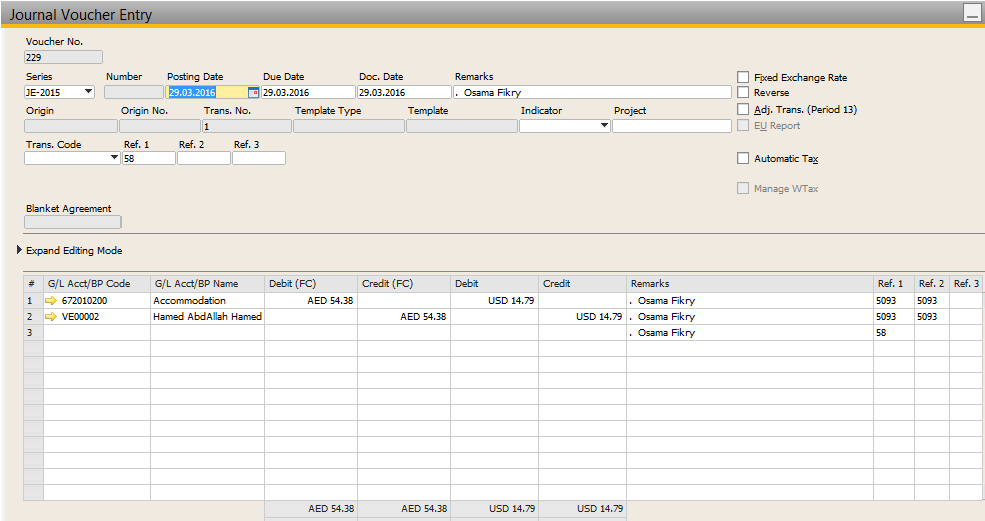 Journal Voucher Entry
Voucher No.
229
Series Number Posting Date Due Date Doc. Date Remarks
JE-2015 29.03.2016 29.03.2016 29.03.2016 . Osama Fikry
Fixed Exchange Rate
Reverse
Origin Origin No. Trans. No. Template Type Template Indicator Project
1
Adj. Trans. (Period 13)
EU Report
Trans. Code Ref. 1 Ref. 2 Ref. 3
58
Automatic Tax
Manage WTax
Blanket Agreement
Expand Editing Mode
# G/L Acct/BP Code G/L Acct/BP Name Debit (FC) Credit (FC) Debit Credit Remarks Ref. 1 Ref. 2 Ref. 3
1 672010200 Accommodation AED 54.38 USD 14.79 . Osama Fikry 5093 5093
2 VE00002 Hamed AbdAllah Hamed AED 54.38 USD 14.79 . Osama Fikry 5093 5093
3 . Osama Fikry 58
AED 54.38 AED 54.38 USD 14.79 USD 14.79